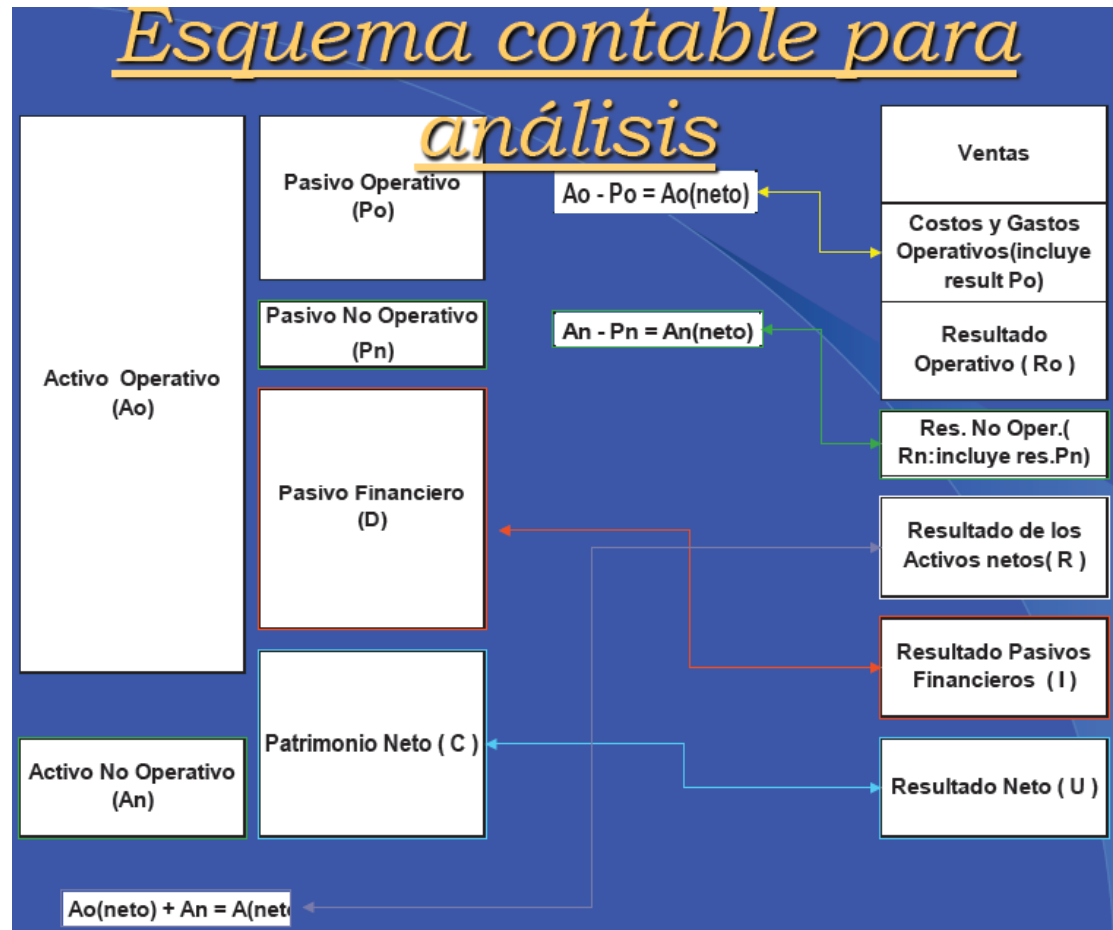 Esquema contable para
análisis
Activo Operativo
(Ao)
Activo No Operativo
(An)
Pasivo Operativo
(Po)
Pasivo No Operativo
(Pn)
Pasivo Financiero
(D)
Patrimonio Neto ( C )
Ao - Po = Ao(neto)
An - Pn = An(neto)
Ventas
Costos y Gastos
Operativos(incluye
result Po)
Resultado
Operativo ( Ro )
Res. No Oper.(
Rn:incluye res.Pn)
Resultado de los
Activos netos( R )
Resultado Pasivos
Financieros ( I )
Resultado Neto ( U )
Ao(neto) + An = A(net